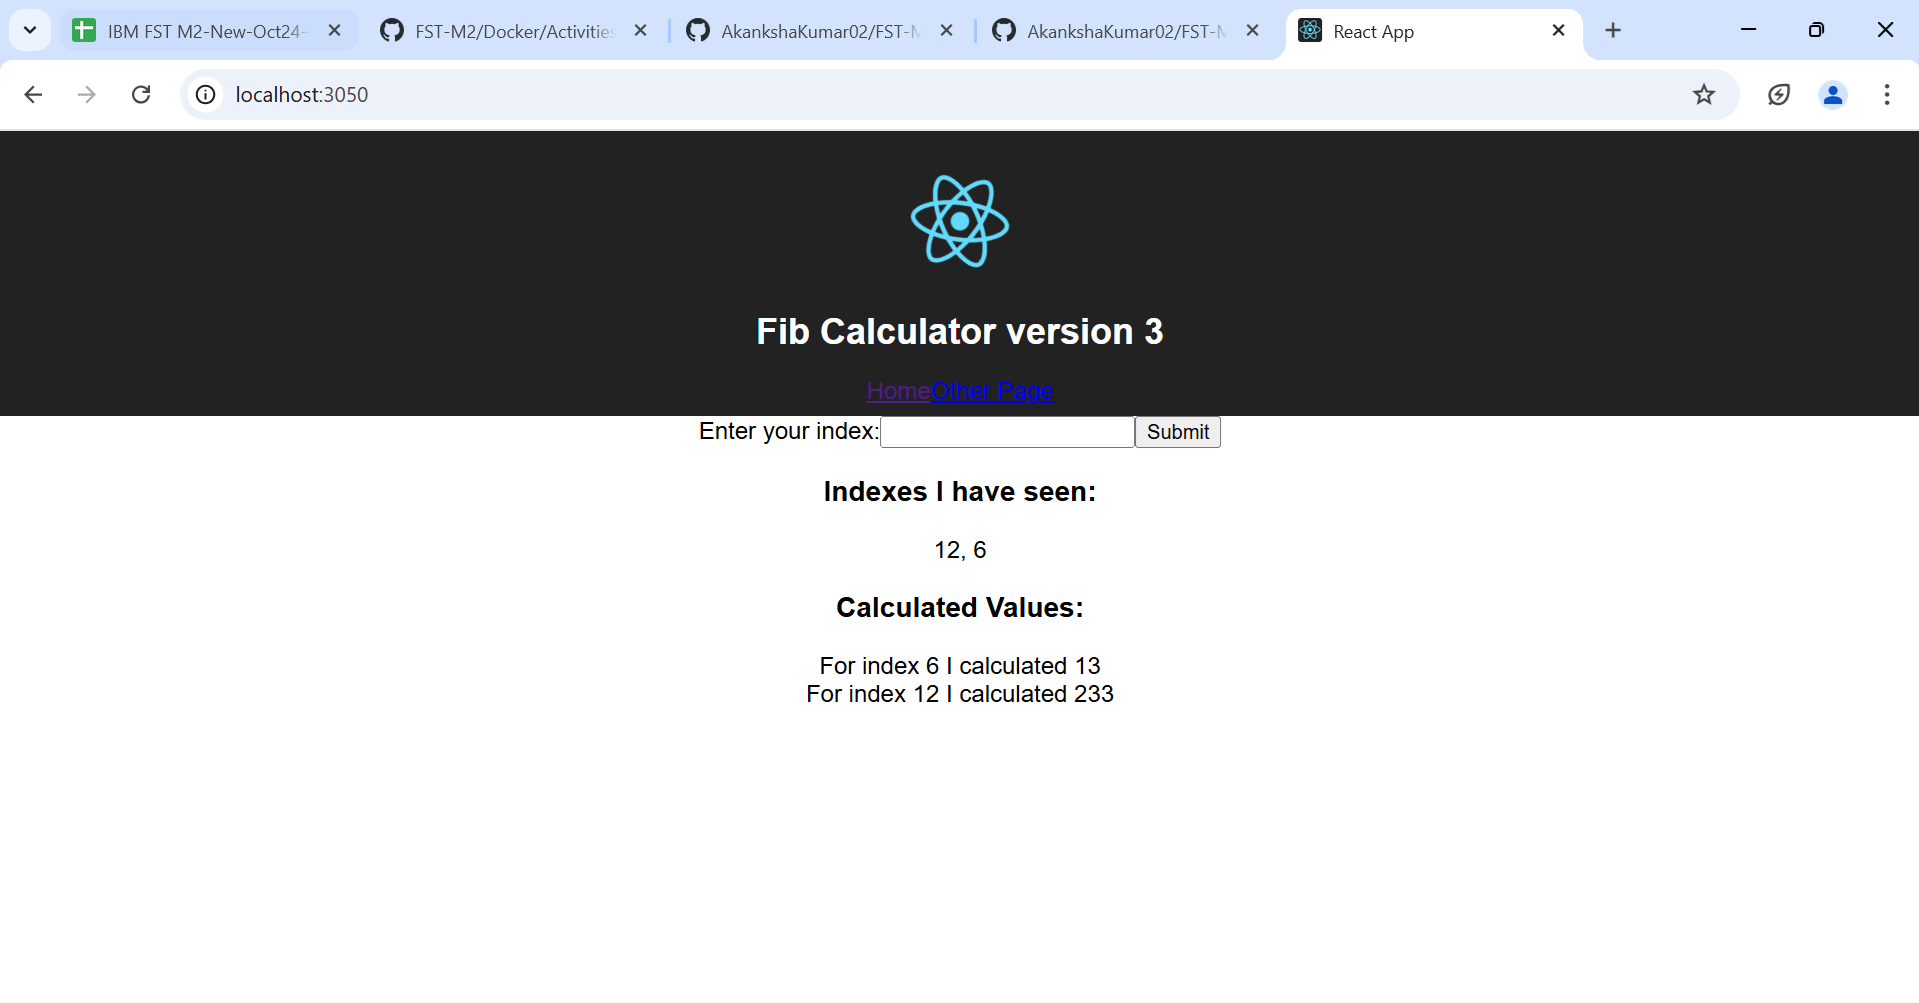 IBM FST M2-New-Oct24-
FST-M2/Docker/Activities
AkankshaKumar02/FST-M
AkankshaKumar02/FST-M
React App
localhost:3050
Fib Calculator version 3
HomeOther Page
Enter your index: Submit
Indexes I have seen:
12, 6
Calculated Values:
For index 6 I calculated 13
For index 12 I calculated 233